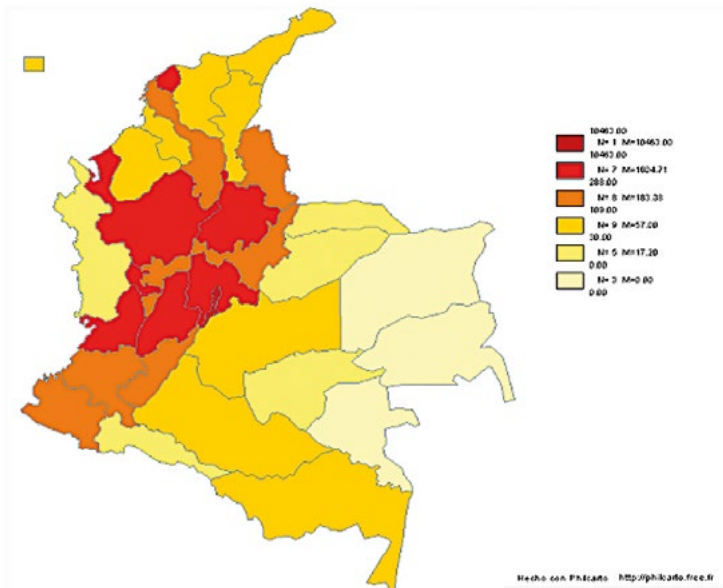 10463.00
N= 1 M=10463.00
10463.00
N= 7 M=1604.71
288.00
N= 8 M=183.38
109.00
N= 9 M=57.00
30.00
N= 5 M=17.20
0.00
N= 3 M=0.00
0.00
Hecho con Philcarto http://philcarto.free.fr